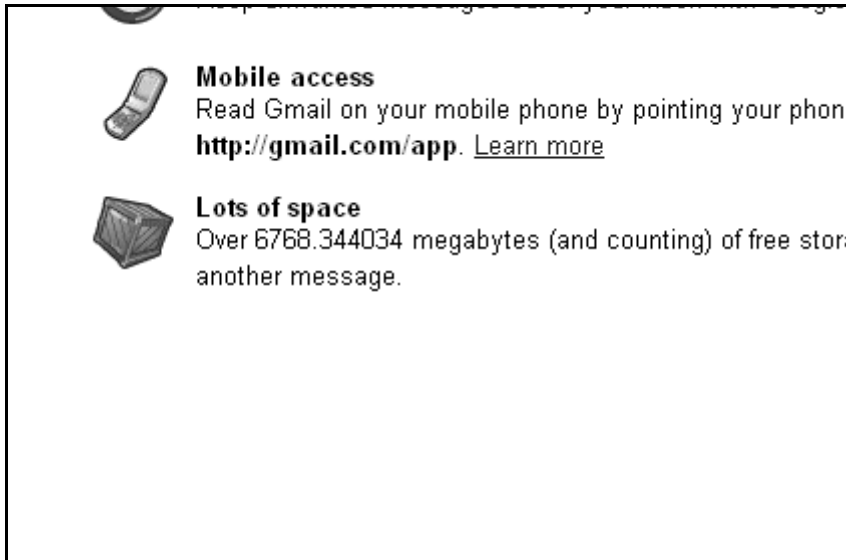 Mobile access
Read Gmail on your mobile phone by pointing your phon
http://gmail.com/app. Learn more
Lots of space
Over 6768.344034 megabytes (and counting) of free stor
another message.